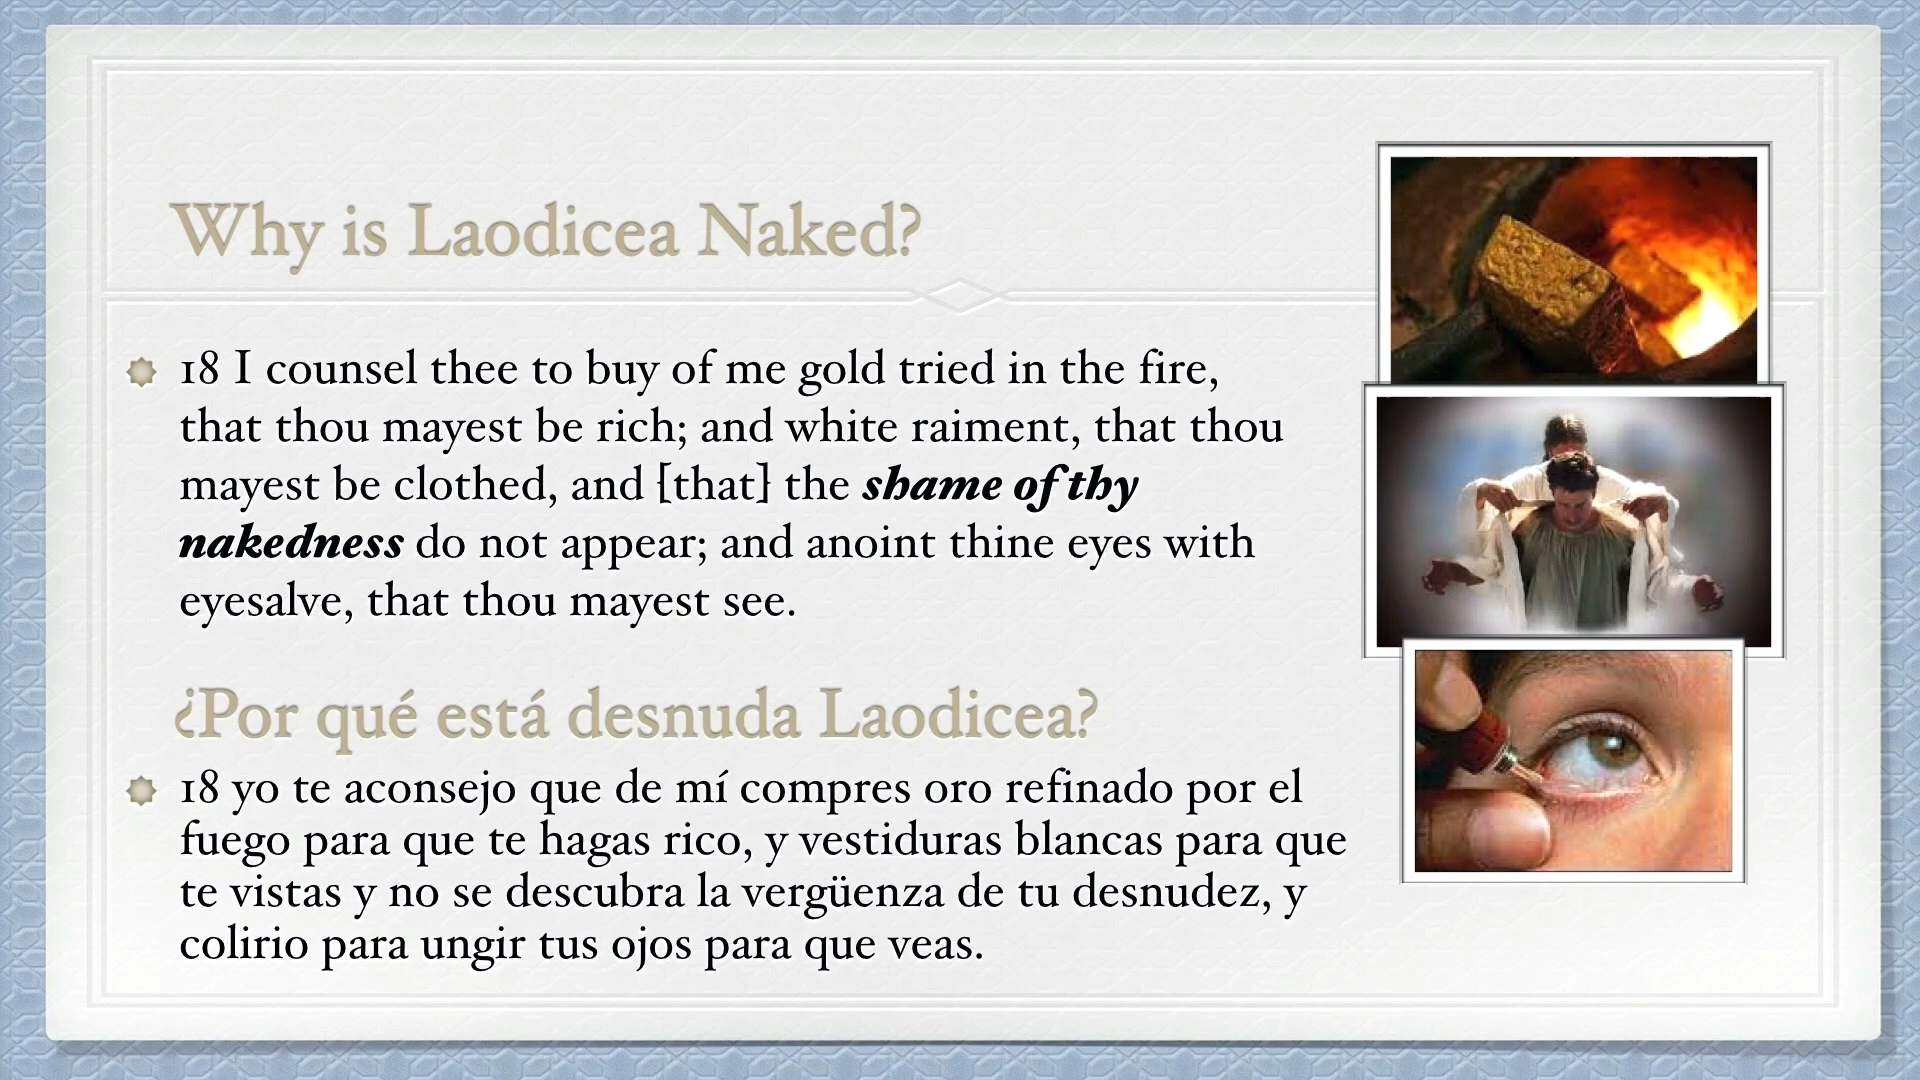 Why is Laodicea Naked?
18 I counsel thee to buy of me gold tried in the fire,
that thou mayest be rich; and white raiment, that thou
mayest be clothed, and [that] the shame of thy
nakedness do not appear; and anoint thine eyes with
eyesalve, that thou mayest see.
¿Por qué está desnuda Laodicea?
18 yo te aconsejo que de mí compres oro refinado por el
fuego para que te hagas rico, y vestiduras blancas para que
te vistas y no se descubra la vergüenza de tu desnudez, y
colirio para ungir tus ojos para que veas.